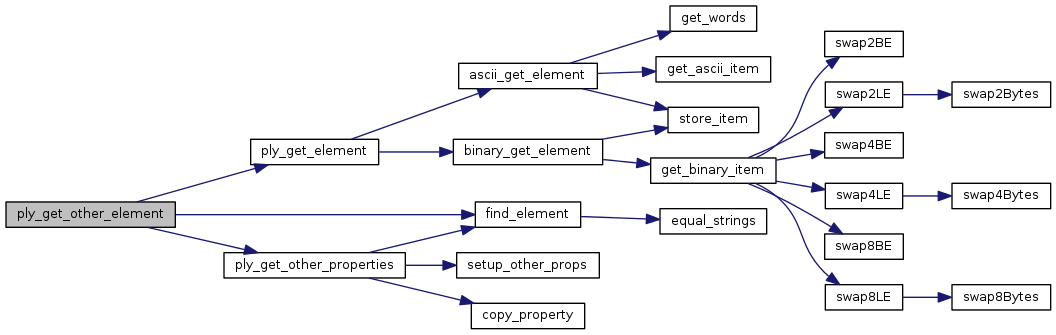 get_words
swap2BE
ascii_get_element
get_ascii_item
swap2LE
swap2Bytes
store_item
ply_get_element
binary_get_element
swap4BE
get_binary_item
swap4LE
swap4Bytes
ply_get_other_element
find_element
equal_strings
swap8BE
ply_get_other_properties
setup_other_props
swap8LE
swap8Bytes
copy_property